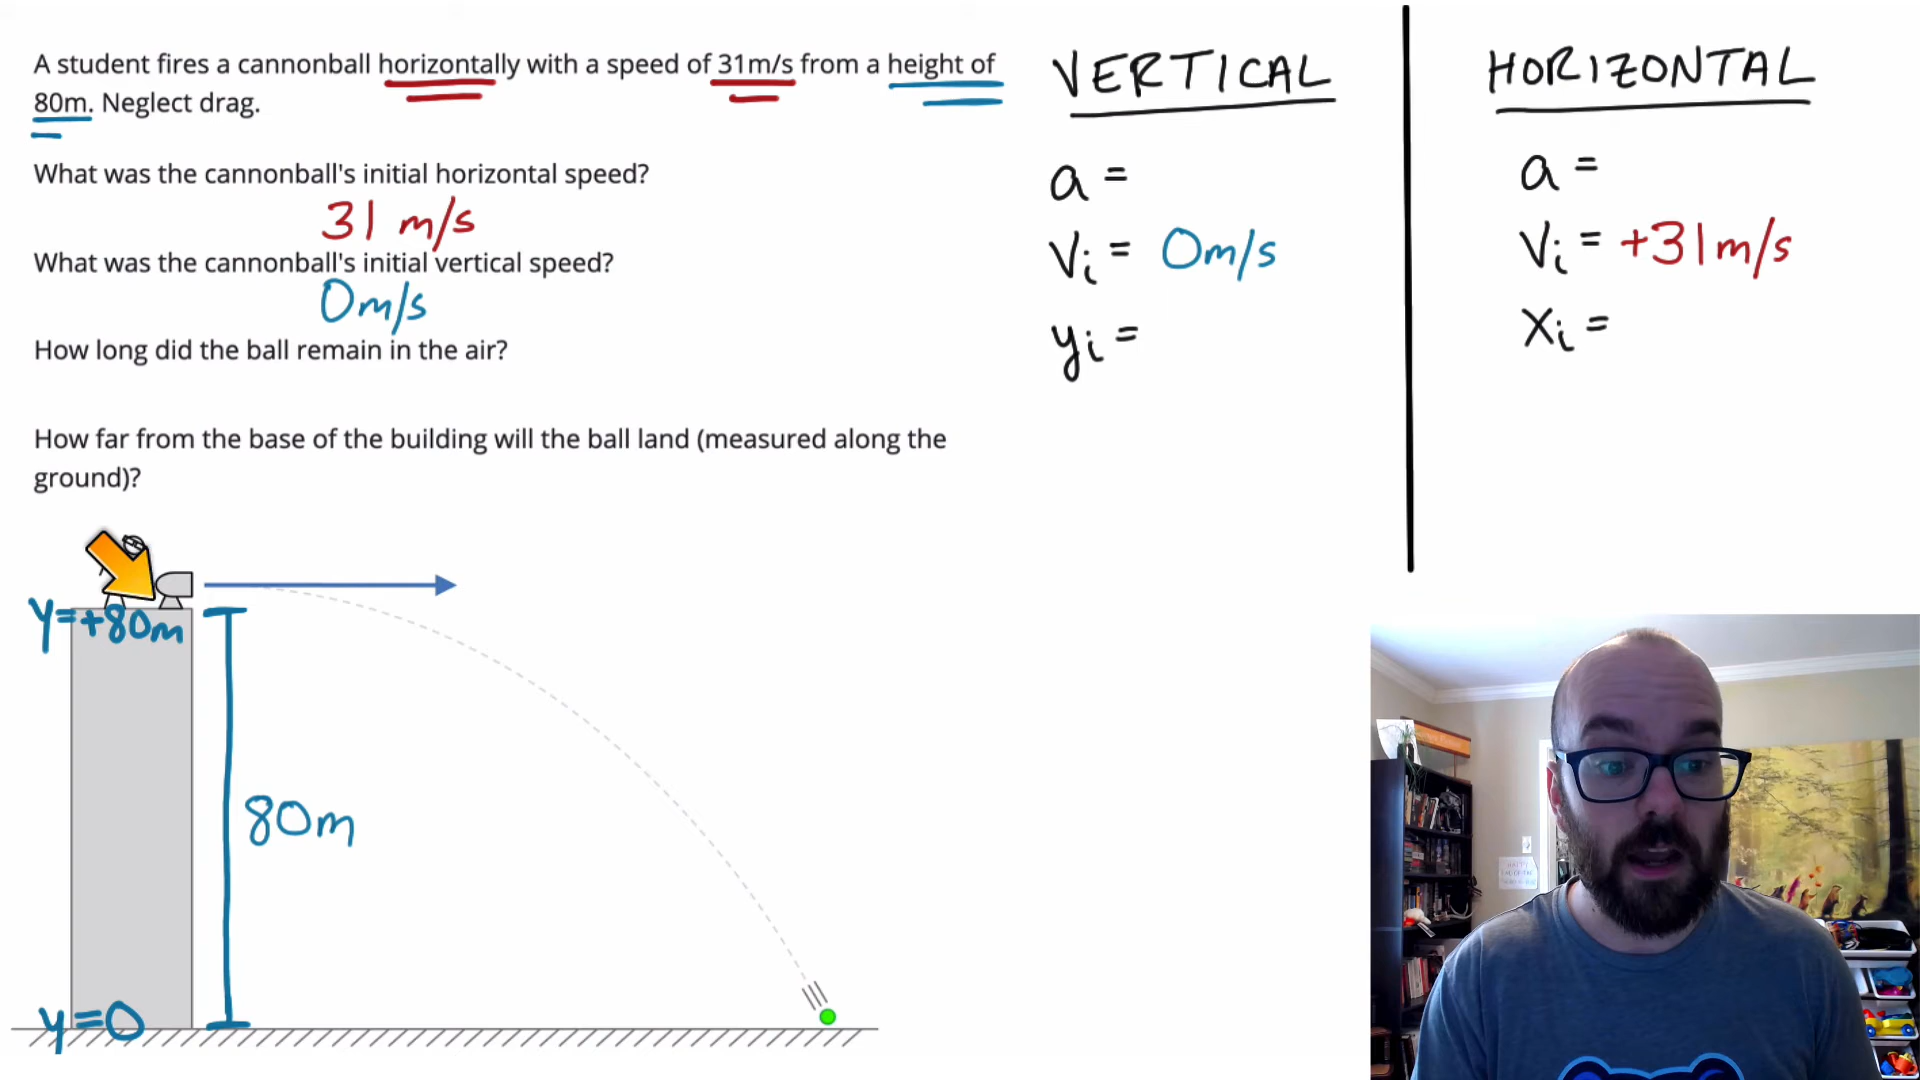 A student fires a cannonball horizontally with a speed of 31m/s from a height of
80m. Neglect drag.
What was the cannonball's initial horizontal speed?
31 m/s
What was the cannonball's initial vertical speed?
0m/s
How long did the ball remain in the air?
How far from the base of the building will the ball land (measured along the
ground)?
y=+80m
80m
y=0
VERTICAL
a =
Vi = 0m/s
yi =
HORIZONTAL
a =
Vi = +31m/s
xi =